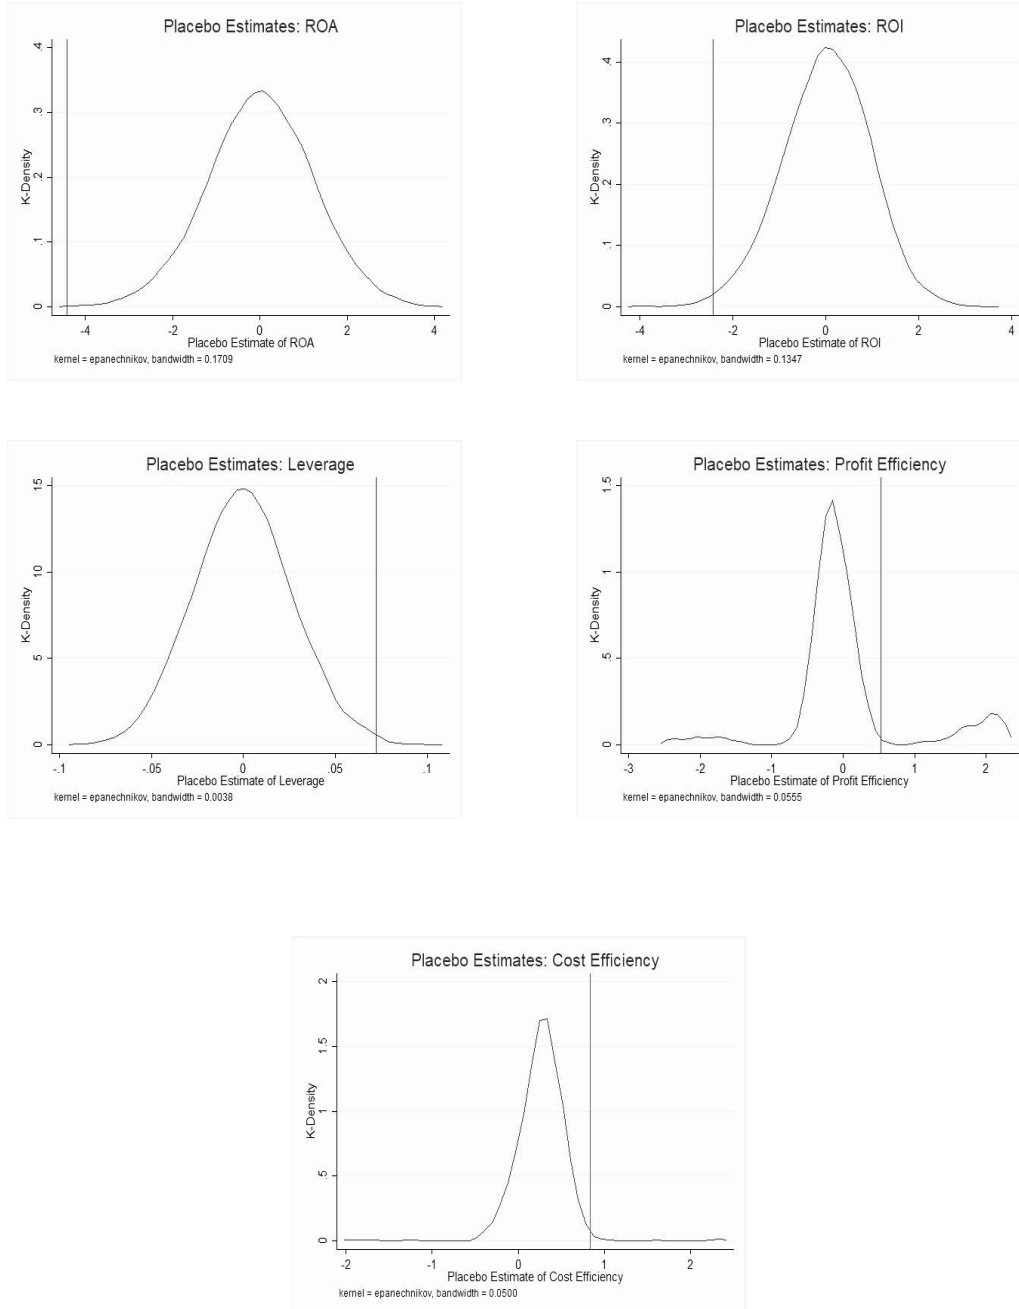 Placebo Estimates: ROA
K-Density
.4
.3
.2
.1
0
-4 -2 0 2 4
Placebo Estimate of ROA
kernel = epanechnikov, bandwidth = 0.1709
Placebo Estimates: ROI
K-Density
.4
.3
.2
.1
0
-4 -2 0 2 4
Placebo Estimate of ROI
kernel = epanechnikov, bandwidth = 0.1347
Placebo Estimates: Leverage
K-Density
15
10
5
0
-.1 -.05 0 .05 .1
Placebo Estimate of Leverage
kernel = epanechnikov, bandwidth = 0.0038
Placebo Estimates: Profit Efficiency
K-Density
1.5
1
.5
0
-3 -2 -1 0 1 2
Placebo Estimate of Profit Efficiency
kernel = epanechnikov, bandwidth = 0.0555
Placebo Estimates: Cost Efficiency
K-Density
2
1.5
1
.5
0
-2 -1 0 1 2
Placebo Estimate of Cost Efficiency
kernel = epanechnikov, bandwidth = 0.0500